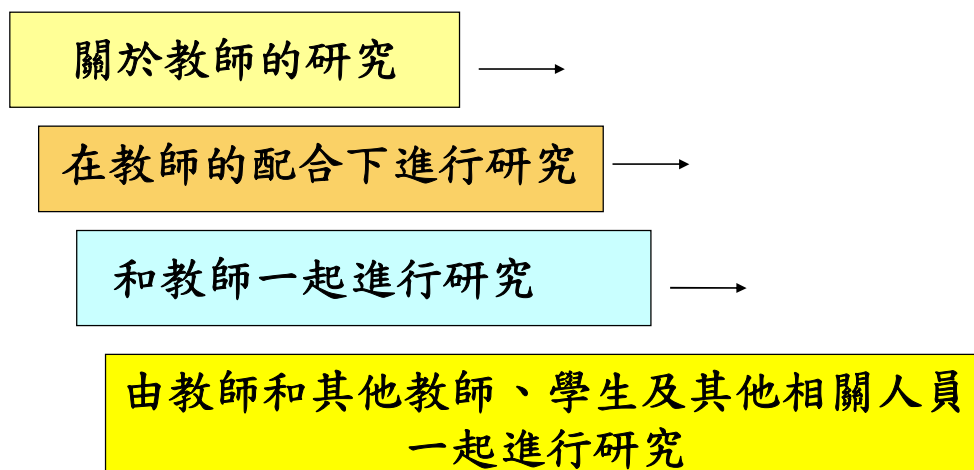 關於教師的研究
在教師的配合下進行研究
和教師一起進行研究
由教師和其他教師、學生及其他相關人員
一起進行研究